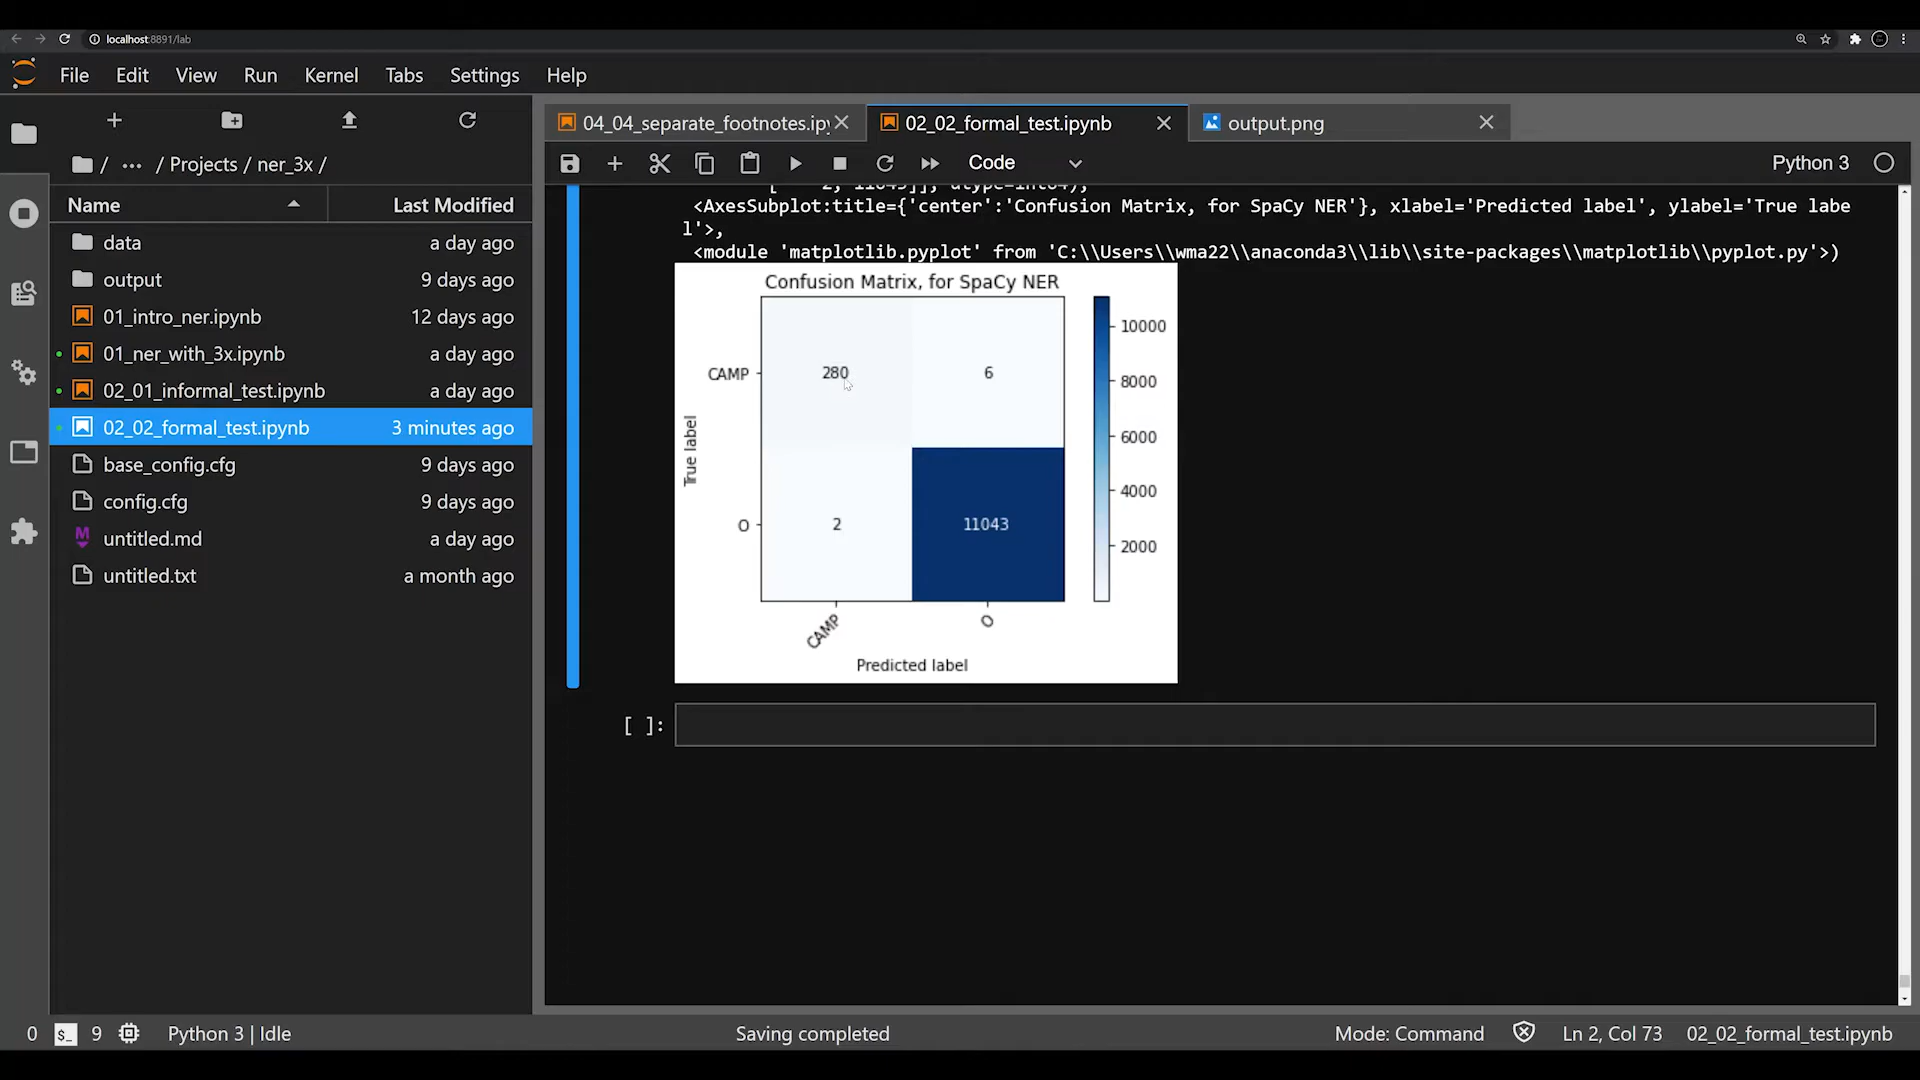 localhost:8891/lab
File Edit View Run Kernel Tabs Settings Help
04_04_separate_footnotes.ipy 02_02_formal_test.ipynb output.png
/ ··· / Projects / ner_3x /
Code Python 3
Name Last Modified
data a day ago
output 9 days ago
01_intro_ner.ipynb 12 days ago
01_ner_with_3x.ipynb a day ago
02_01_informal_test.ipynb a day ago
02_02_formal_test.ipynb 3 minutes ago
base_config.cfg 9 days ago
config.cfg 9 days ago
untitled.md a day ago
untitled.txt a month ago
<AxesSubplot:title={'center':'Confusion Matrix, for SpaCy NER'}, xlabel='Predicted label', ylabel='True labe
l'>,
<module 'matplotlib.pyplot' from 'C:\\Users\\wma22\\anaconda3\\lib\\site-packages\\matplotlib\\pyplot.py'>)
Confusion Matrix, for SpaCy NER
10000
CAMP 280 6
8000
6000
True label
4000
O 2 11043
2000
CAMP O
Predicted label
[ ]:
0 $_ 9 Python 3 | Idle Saving completed Mode: Command Ln 2, Col 73 02_02_formal_test.ipynb